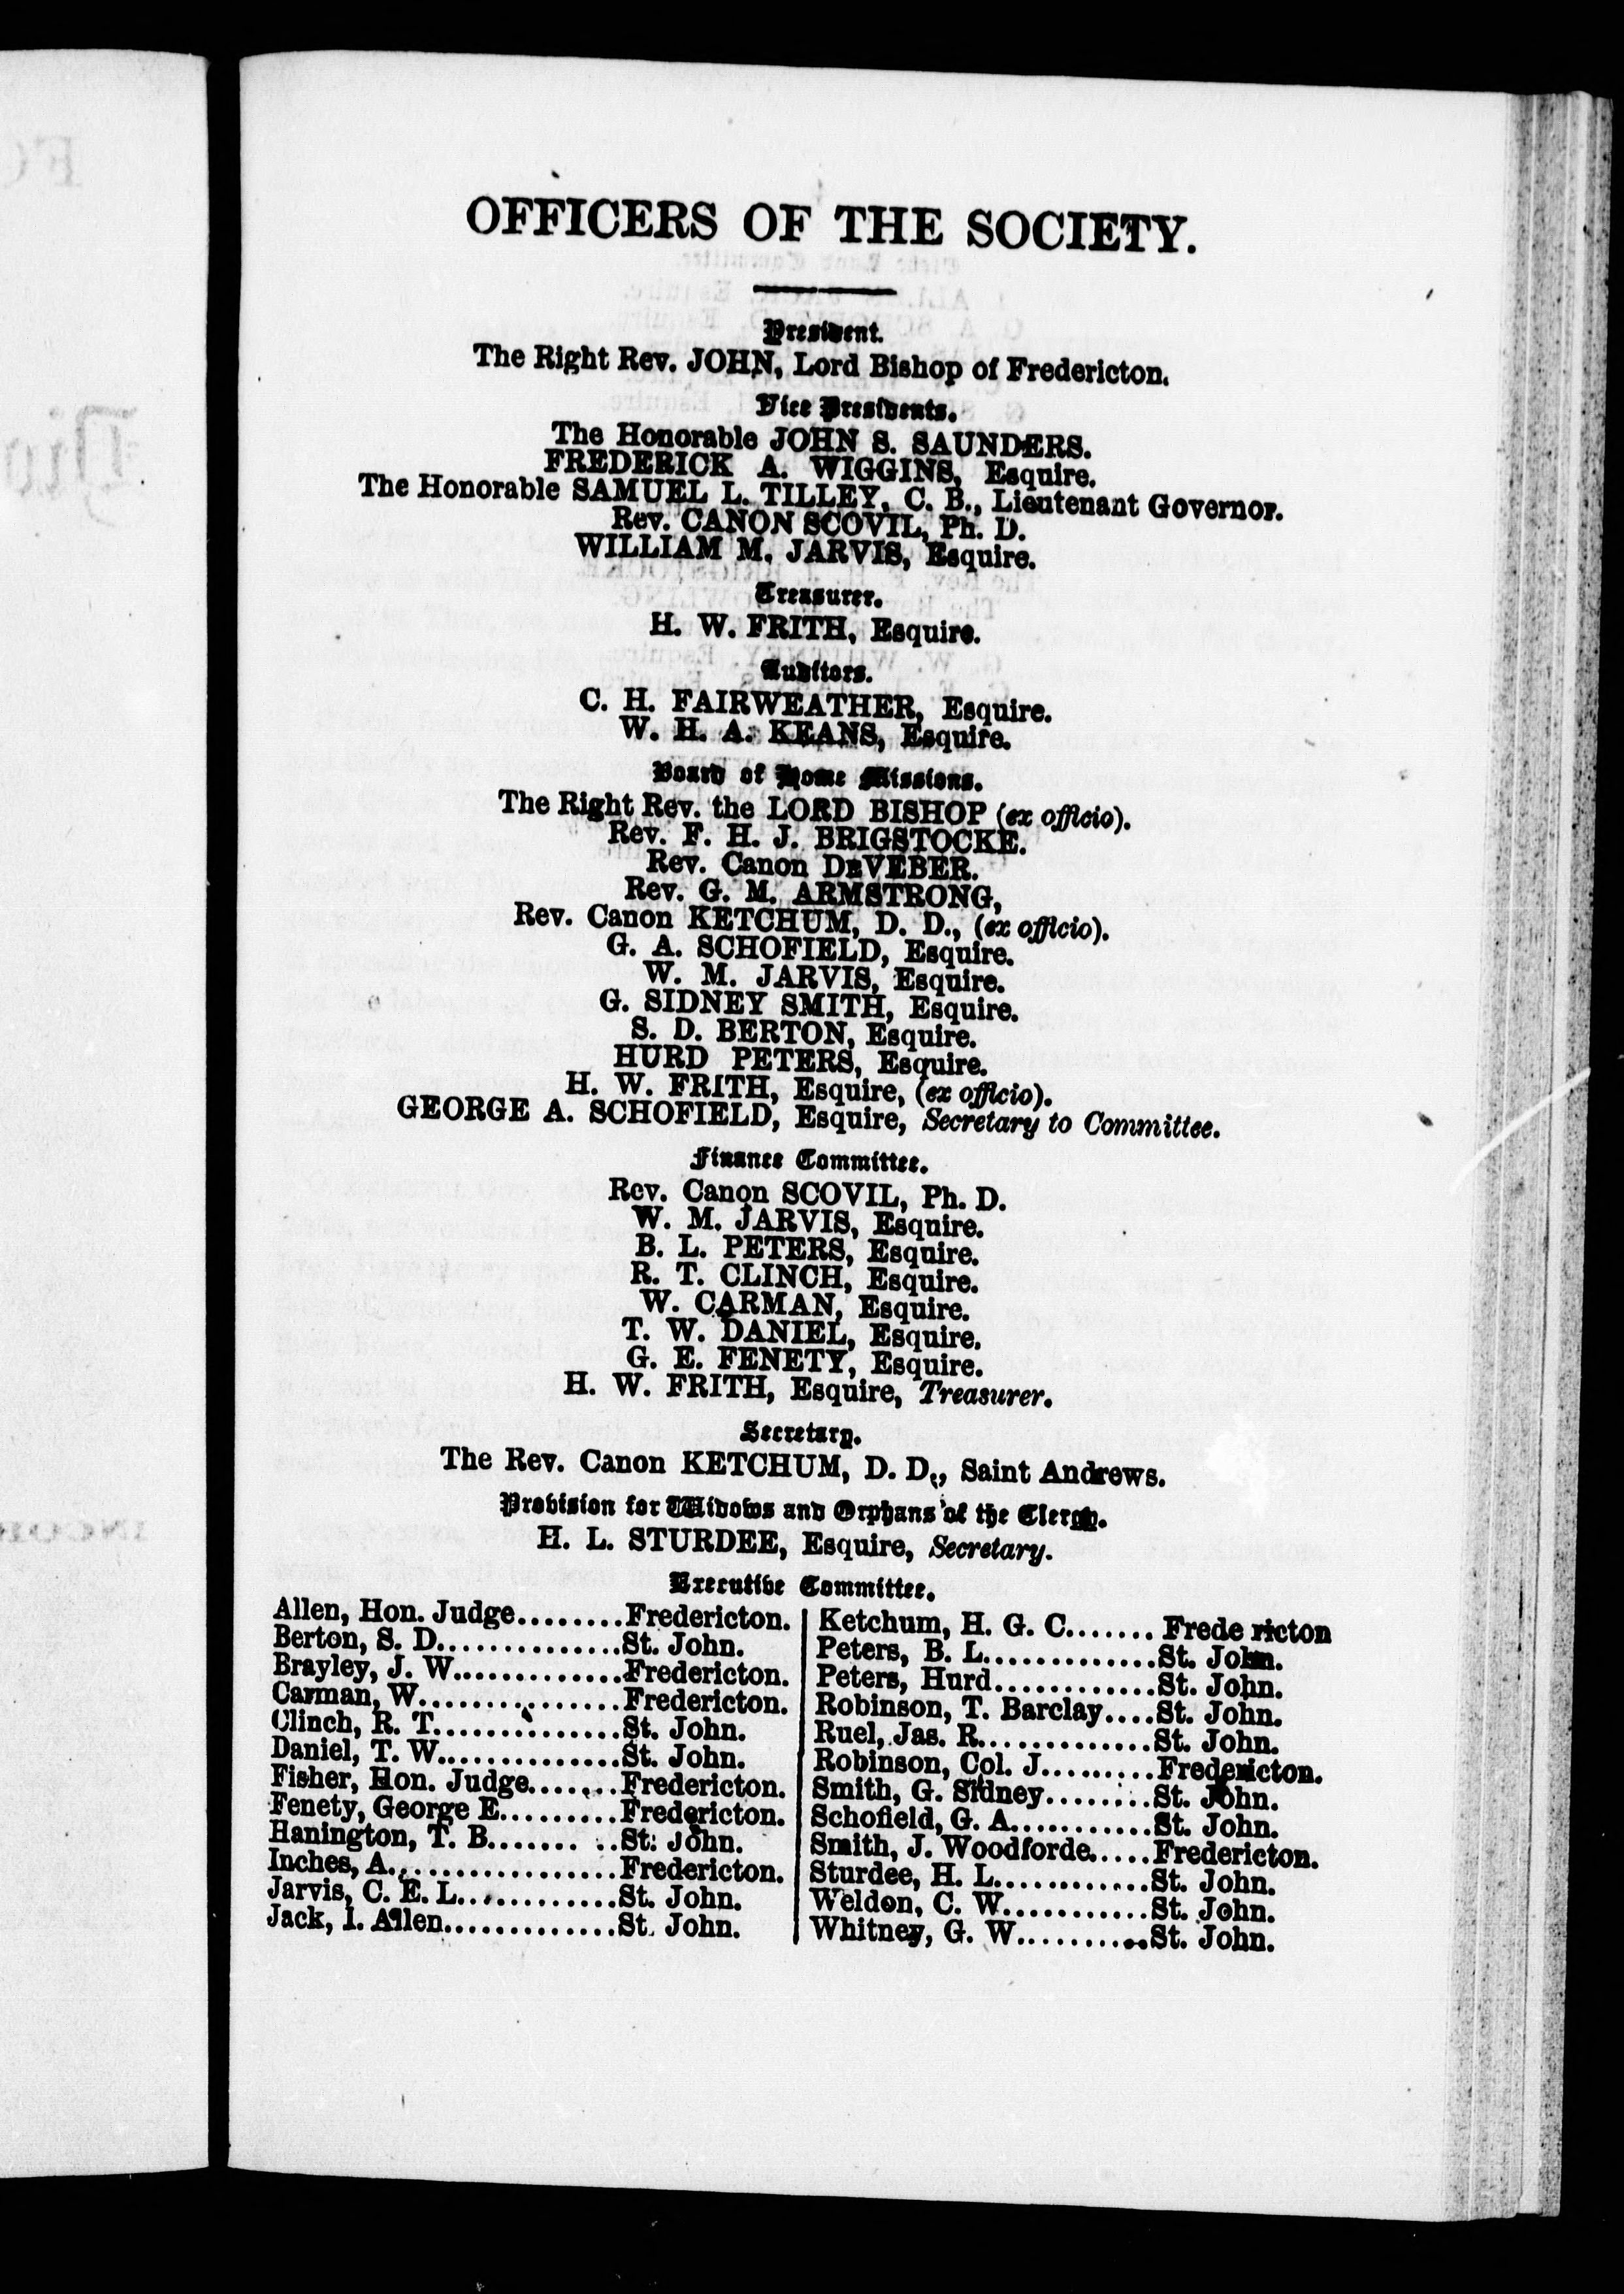 OFFICERS OF THE SOCIETY.
President.
The Right Rev. JOHN, Lord Bishop of Fredericton.
Vice Presidents.
The Honorable JOHN S. SAUNDERS.
FREDERICK A. WIGGINS, Esquire.
The Honorable SAMUEL L. TILLEY, C. B., Lieutenant Governor.
Rev. CANON SCOVIL, Ph. D.
WILLIAM M. JARVIS, Esquire.
Treasurer.
H. W. FRITH, Esquire.
Auditors.
C. H. FAIRWEATHER, Esquire.
W. H. A. KEANS, Esquire.
Board of Home Missions.
The Right Rev. the LORD BISHOP (ex officio).
Rev. F. H. J. BRIGSTOCKE.
Rev. Canon DEVEBER.
Rev. G. M. ARMSTRONG,
Rev. Canon KETCHUM, D. D., (ex officio).
G. A. SCHOFIELD, Esquire.
W. M. JARVIS, Esquire.
G. SIDNEY SMITH, Esquire.
S. D. BERTON, Esquire.
HURD PETERS, Esquire.
H. W. FRITH, Esquire, (ex officio).
GEORGE A. SCHOFIELD, Esquire, Secretary to Committee.
Finance Committee.
Rev. Canon SCOVIL, Ph. D.
W. M. JARVIS, Esquire.
B. L. PETERS, Esquire.
R. T. CLINCH, Esquire.
W. CARMAN, Esquire.
T. W. DANIEL, Esquire.
G. E. FENETY, Esquire.
H. W. FRITH, Esquire, Treasurer.
Secretary.
The Rev. Canon KETCHUM, D. D., Saint Andrews.
Provision for Widows and Orphans of the Clergy.
H. L. STURDEE, Esquire, Secretary.
Executive Committee.
Allen, Hon. Judge........Fredericton.
Berton, S. D..............St. John.
Brayley, J. W.............Fredericton.
Carman, W...............Fredericton.
Clinch, R. T..............St. John.
Daniel, T. W..............St. John.
Fisher, Hon. Judge.......Fredericton.
Fenety, George E.........Fredericton.
Hanington, T. B....... ..St. John.
Inches, A.................Fredericton.
Jarvis, C. E. L............St. John.
Jack, I. Allen.............St. John.
Ketchum, H. G. C....... Fredericton
Peters, B. L.............St. John.
Peters, Hurd............St. John.
Robinson, T. Barclay....St. John.
Ruel, Jas. R.............St. John.
Robinson, Col. J.........Fredericton.
Smith, G. Sidney........St. John.
Schofield, G. A...........St. John.
Smith, J. Woodforde.....Fredericton.
Sturdee, H. L............St. John.
Weldon, C. W...........St. John.
Whitney, G. W..........St. John.